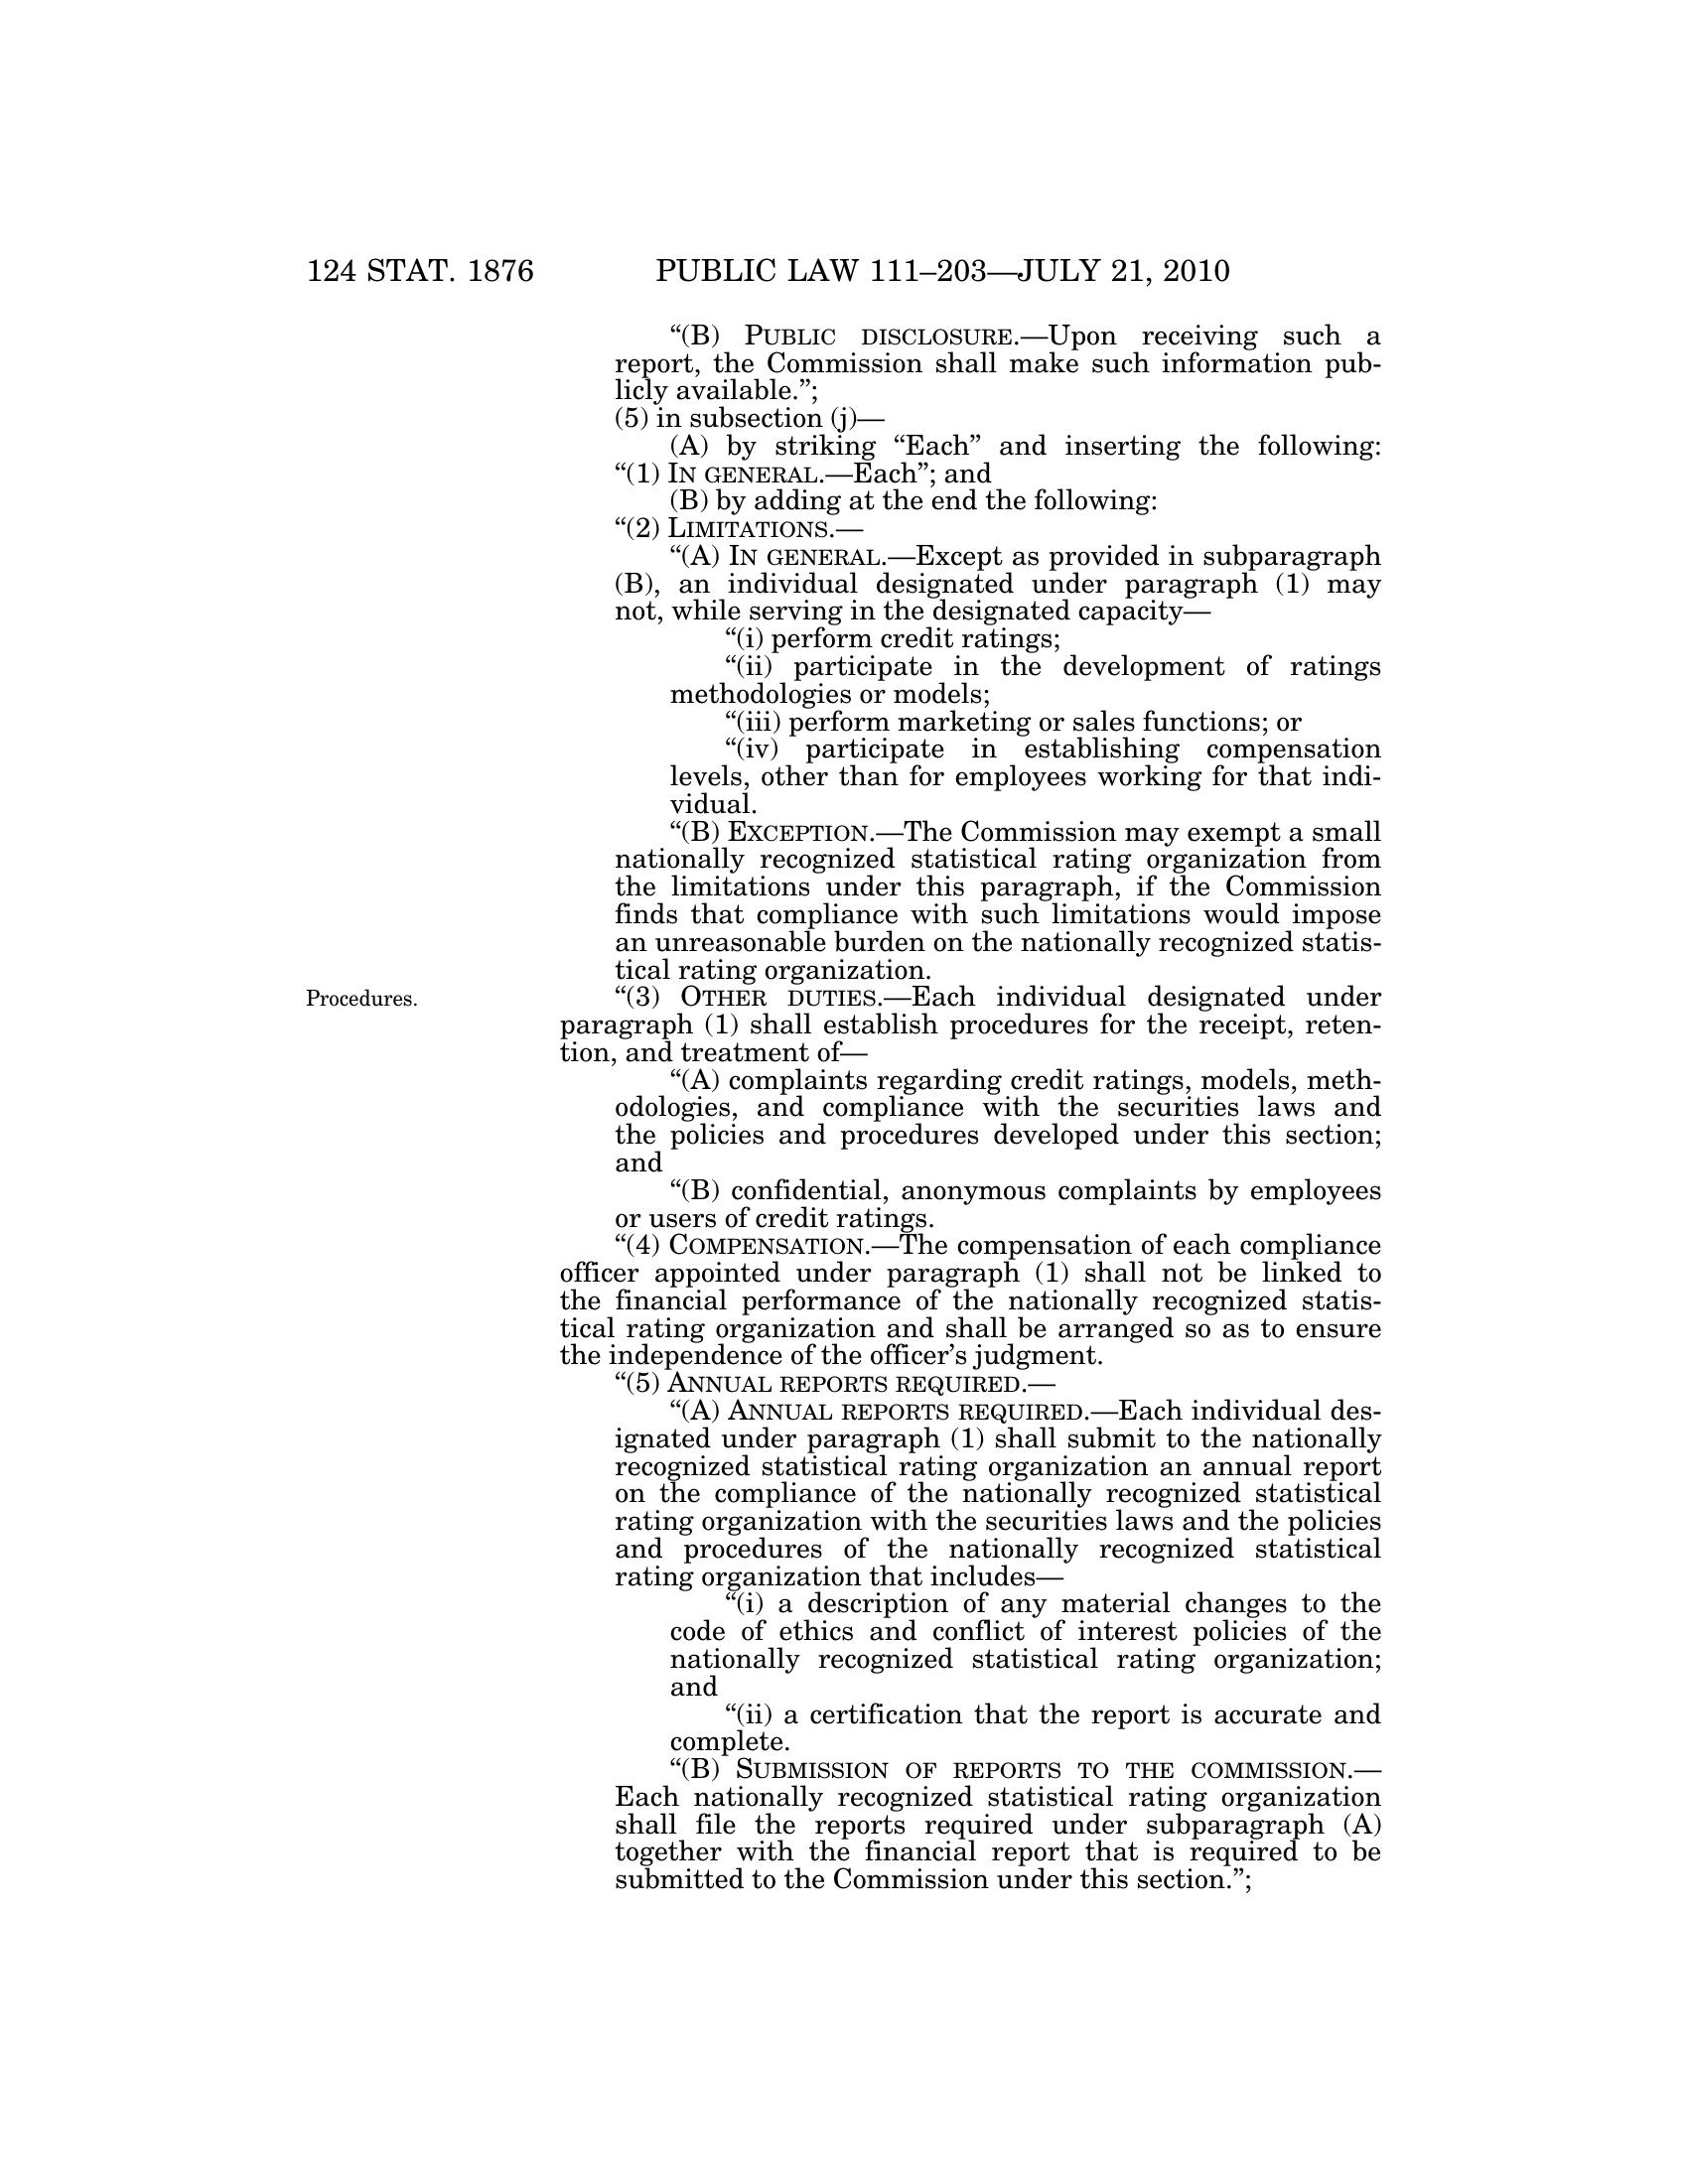 124 STAT. 1876 PUBLIC LAW 111–203—JULY 21, 2010
“(B) PUBLIC DISCLOSURE.—Upon receiving such a
report, the Commission shall make such information pub-
licly available.”;
(5) in subsection (j)—
(A) by striking “Each” and inserting the following:
“(1) IN GENERAL.—Each”; and
(B) by adding at the end the following:
“(2) LIMITATIONS.—
“(A) IN GENERAL.—Except as provided in subparagraph
(B), an individual designated under paragraph (1) may
not, while serving in the designated capacity—
“(i) perform credit ratings;
“(ii) participate in the development of ratings
methodologies or models;
“(iii) perform marketing or sales functions; or
“(iv) participate in establishing compensation
levels, other than for employees working for that indi-
vidual.
“(B) EXCEPTION.—The Commission may exempt a small
nationally recognized statistical rating organization from
the limitations under this paragraph, if the Commission
finds that compliance with such limitations would impose
an unreasonable burden on the nationally recognized statis-
tical rating organization.
Procedures.
“(3) OTHER DUTIES.—Each individual designated under
paragraph (1) shall establish procedures for the receipt, reten-
tion, and treatment of—
“(A) complaints regarding credit ratings, models, meth-
odologies, and compliance with the securities laws and
the policies and procedures developed under this section;
and
“(B) confidential, anonymous complaints by employees
or users of credit ratings.
“(4) COMPENSATION.—The compensation of each compliance
officer appointed under paragraph (1) shall not be linked to
the financial performance of the nationally recognized statis-
tical rating organization and shall be arranged so as to ensure
the independence of the officer’s judgment.
“(5) ANNUAL REPORTS REQUIRED.—
“(A) ANNUAL REPORTS REQUIRED.—Each individual des-
ignated under paragraph (1) shall submit to the nationally
recognized statistical rating organization an annual report
on the compliance of the nationally recognized statistical
rating organization with the securities laws and the policies
and procedures of the nationally recognized statistical
rating organization that includes—
“(i) a description of any material changes to the
code of ethics and conflict of interest policies of the
nationally recognized statistical rating organization;
and
“(ii) a certification that the report is accurate and
complete.
“(B) SUBMISSION OF REPORTS TO THE COMMISSION.—
Each nationally recognized statistical rating organization
shall file the reports required under subparagraph (A)
together with the financial report that is required to be
submitted to the Commission under this section.”;